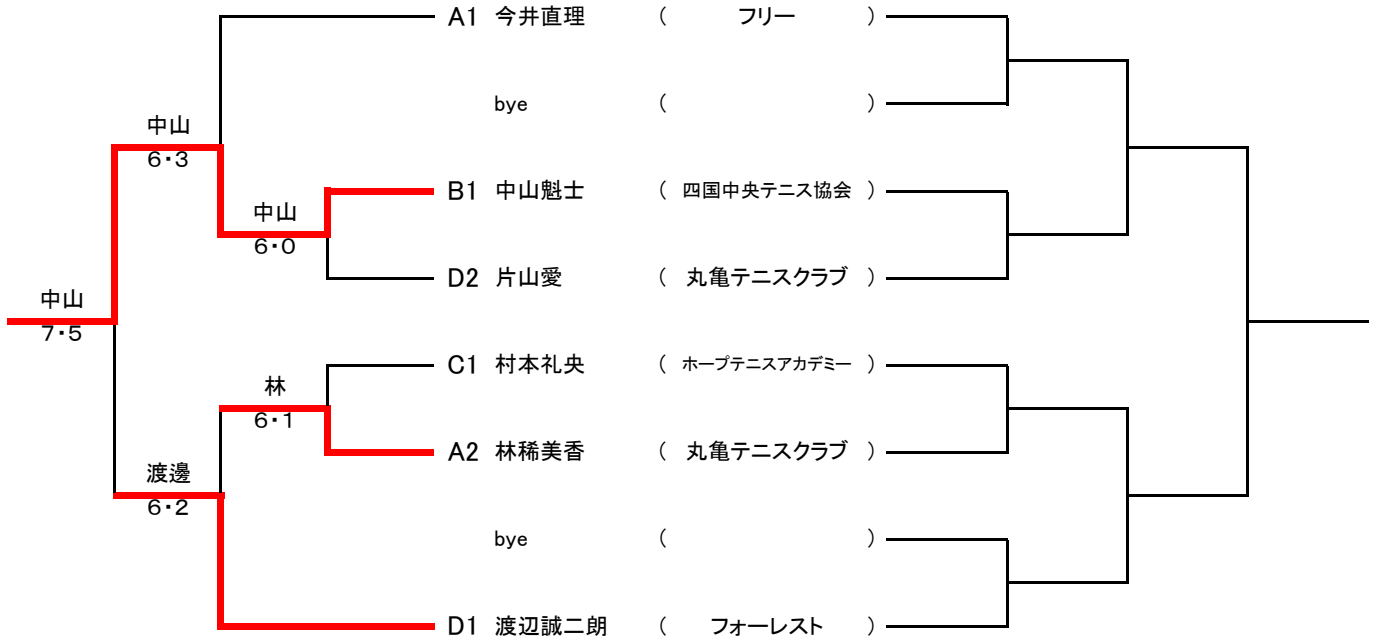 A1 今井直理 ( フリー )
bye ( )
中山
6・3
B1 中山魁士 ( 四国中央テニス協会 )
中山
6・0
D2 片山愛 ( 丸亀テニスクラブ )
中山
7・5
C1 村本礼央 ( ホープテニスアカデミー )
林
6・1
A2 林稀美香 ( 丸亀テニスクラブ )
渡邊
6・2
bye ( )
D1 渡辺誠二朗 ( フォーレスト )